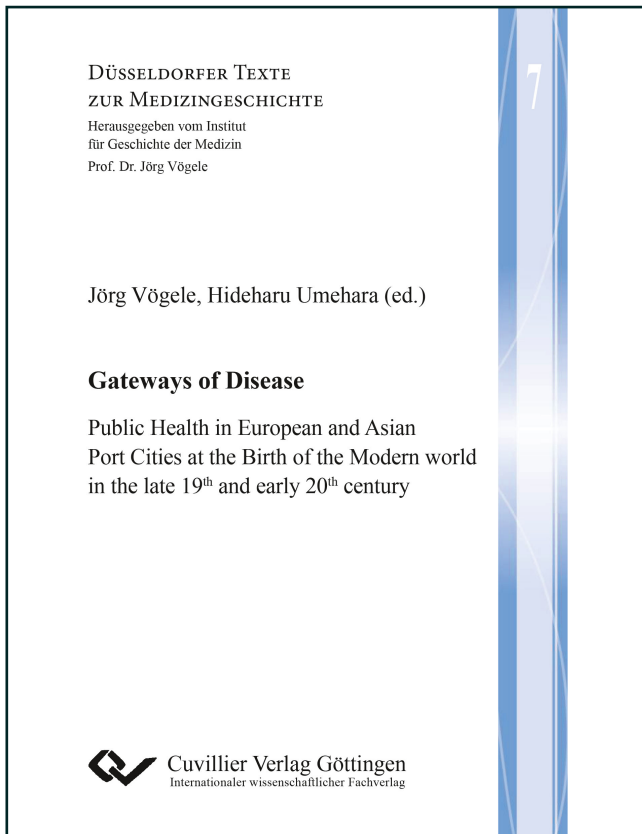 DÜSSELDORFER TEXTE
ZUR MEDIZINGESCHICHTE
Herausgegeben vom Institut
für Geschichte der Medizin
Prof. Dr. Jörg Vögele
7
Jörg Vögele, Hideharu Umehara (ed.)
Gateways of Disease
Public Health in European and Asian
Port Cities at the Birth of the Modern world
in the late 19th and early 20th century
Cuvillier Verlag Göttingen
Internationaler wissenschaftlicher Fachverlag